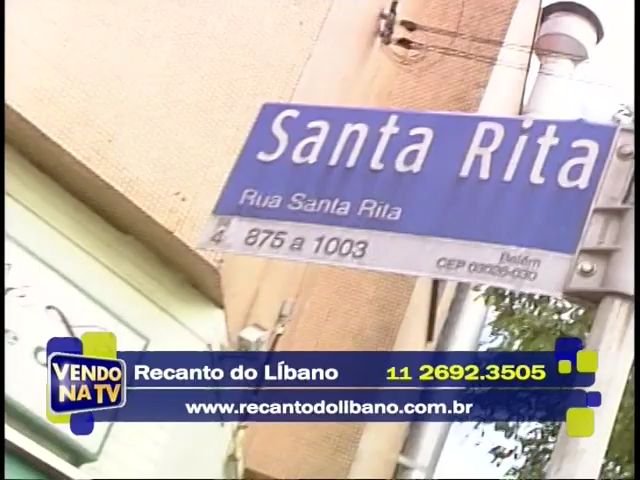 Santa Rita
Rua Santa Rita
4 875 a 1003
Belém
CEP 03026-030
VENDO
NA TV
Recanto do Líbano 11 2692.3505
www.recantodolibano.com.br